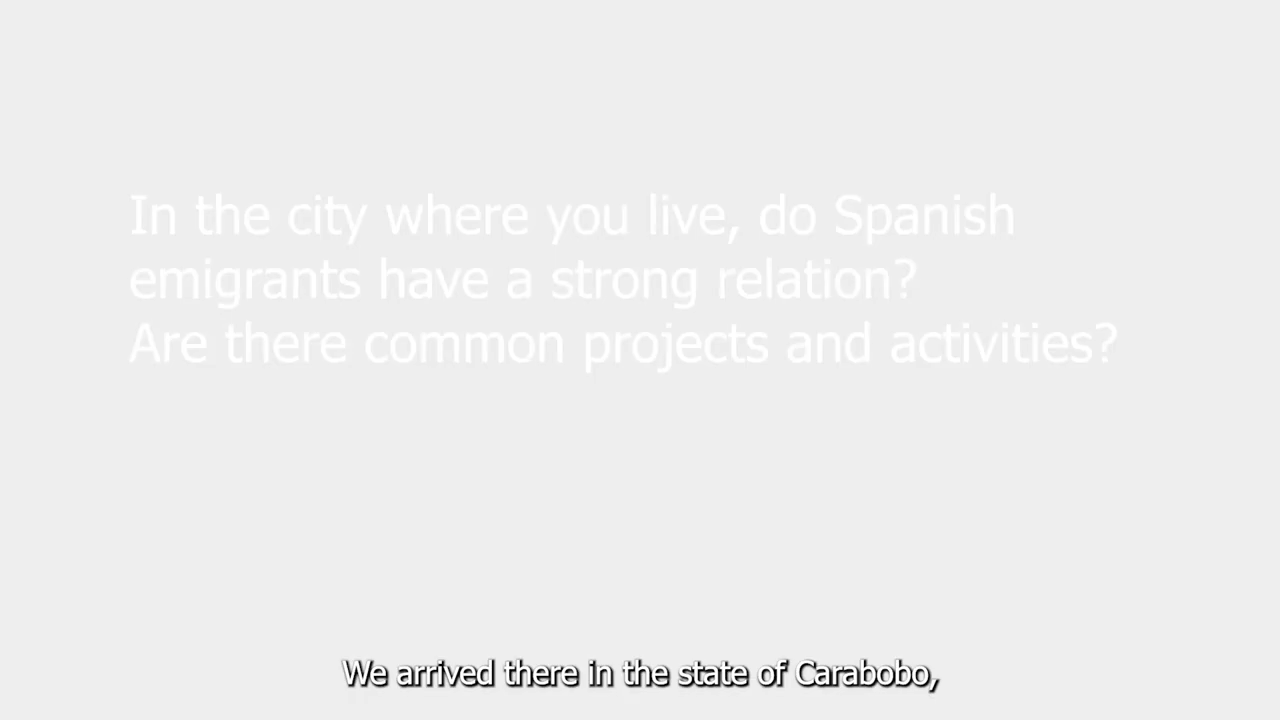 In the city where you live, do Spanish
emigrants have a strong relation?
Are there common projects and activities?
We arrived there in the state of Carabobo,